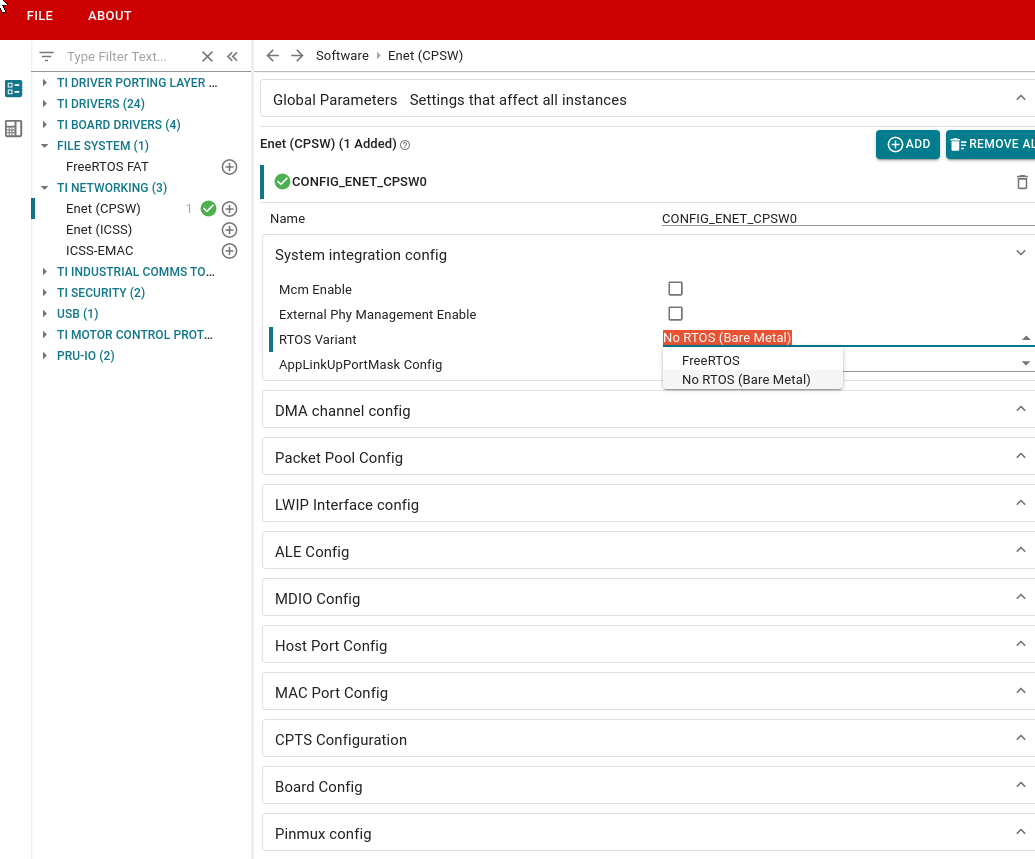 FILE ABOUT
Type Filter Text...
TI DRIVER PORTING LAYER ...
TI DRIVERS (24)
TI BOARD DRIVERS (4)
FILE SYSTEM (1)
FreeRTOS FAT
TI NETWORKING (3)
Enet (CPSW) 1
Enet (ICSS)
ICSS-EMAC
TI INDUSTRIAL COMMS TO...
TI SECURITY (2)
USB (1)
TI MOTOR CONTROL PROT...
PRU-IO (2)
Software Enet (CPSW)
Global Parameters Settings that affect all instances
Enet (CPSW) (1 Added) ADD REMOVE AL
CONFIG_ENET_CPSW0
Name CONFIG_ENET_CPSW0
System integration config
Mcm Enable
External Phy Management Enable
RTOS Variant No RTOS (Bare Metal)
FreeRTOS
AppLinkUpPortMask Config
No RTOS (Bare Metal)
DMA channel config
Packet Pool Config
LWIP Interface config
ALE Config
MDIO Config
Host Port Config
MAC Port Config
CPTS Configuration
Board Config
Pinmux config